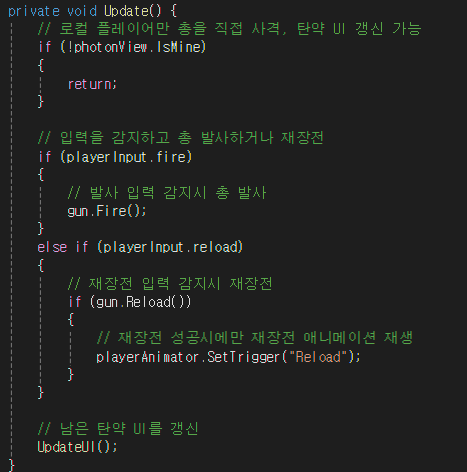 private void Update() {
// 로컬 플레이어만 총을 직접 사격, 탄약 UI 갱신 가능
if (!photonView.IsMine)
{
return;
}
// 입력을 감지하고 총 발사하거나 재장전
if (playerInput.fire)
{
// 발사 입력 감지시 총 발사
gun.Fire();
}
else if (playerInput.reload)
{
// 재장전 입력 감지시 재장전
if (gun.Reload())
{
// 재장전 성공시에만 재장전 애니메이션 재생
playerAnimator.SetTrigger("Reload");
}
}
// 남은 탄약 UI를 갱신
UpdateUI();
}